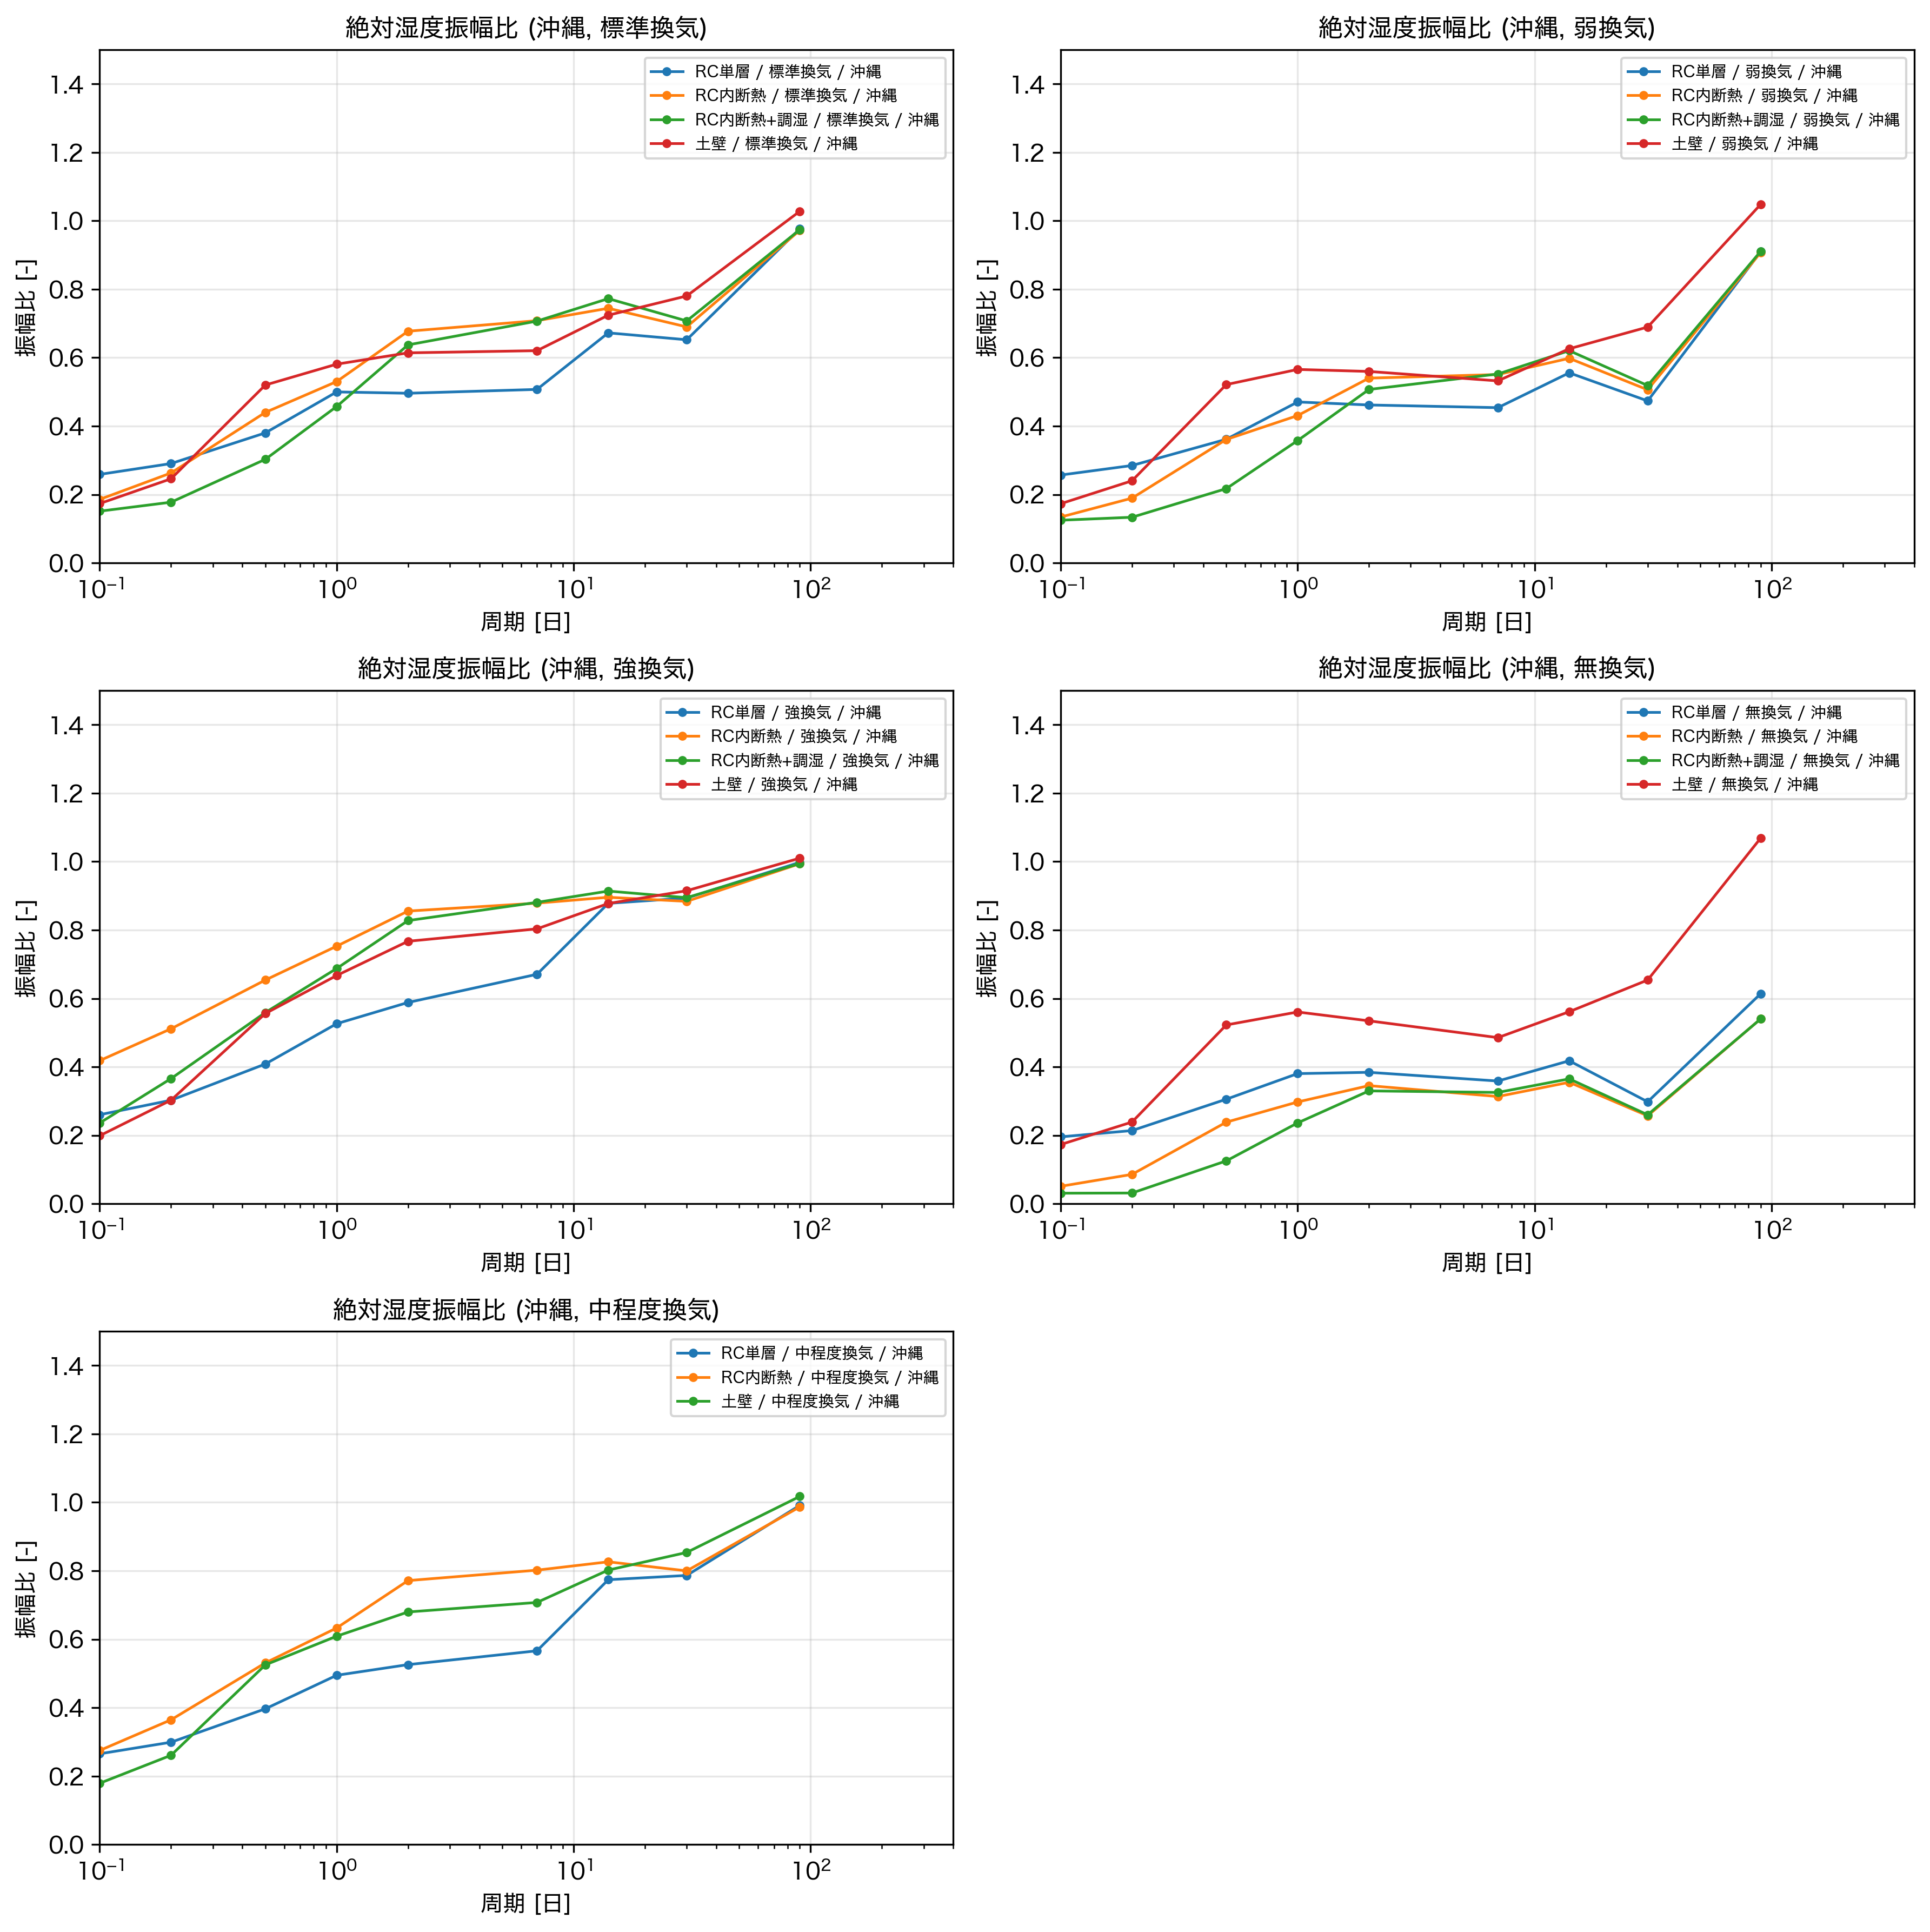 絶対湿度振幅比 (沖縄, 標準換気)
1.4
1.2
1.0
0.8
0.6
0.4
0.2
0.0
振幅比 [-]
10⁻¹ 10⁰ 10¹ 10²
周期 [日]
RC単層 / 標準換気 / 沖縄
RC内断熱 / 標準換気 / 沖縄
RC内断熱+調湿 / 標準換気 / 沖縄
土壁 / 標準換気 / 沖縄
絶対湿度振幅比 (沖縄, 弱換気)
1.4
1.2
1.0
0.8
0.6
0.4
0.2
0.0
振幅比 [-]
10⁻¹ 10⁰ 10¹ 10²
周期 [日]
RC単層 / 弱換気 / 沖縄
RC内断熱 / 弱換気 / 沖縄
RC内断熱+調湿 / 弱換気 / 沖縄
土壁 / 弱換気 / 沖縄
絶対湿度振幅比 (沖縄, 強換気)
1.4
1.2
1.0
0.8
0.6
0.4
0.2
0.0
振幅比 [-]
10⁻¹ 10⁰ 10¹ 10²
周期 [日]
RC単層 / 強換気 / 沖縄
RC内断熱 / 強換気 / 沖縄
RC内断熱+調湿 / 強換気 / 沖縄
土壁 / 強換気 / 沖縄
絶対湿度振幅比 (沖縄, 無換気)
1.4
1.2
1.0
0.8
0.6
0.4
0.2
0.0
振幅比 [-]
10⁻¹ 10⁰ 10¹ 10²
周期 [日]
RC単層 / 無換気 / 沖縄
RC内断熱 / 無換気 / 沖縄
RC内断熱+調湿 / 無換気 / 沖縄
土壁 / 無換気 / 沖縄
絶対湿度振幅比 (沖縄, 中程度換気)
1.4
1.2
1.0
0.8
0.6
0.4
0.2
0.0
振幅比 [-]
10⁻¹ 10⁰ 10¹ 10²
周期 [日]
RC単層 / 中程度換気 / 沖縄
RC内断熱 / 中程度換気 / 沖縄
土壁 / 中程度換気 / 沖縄